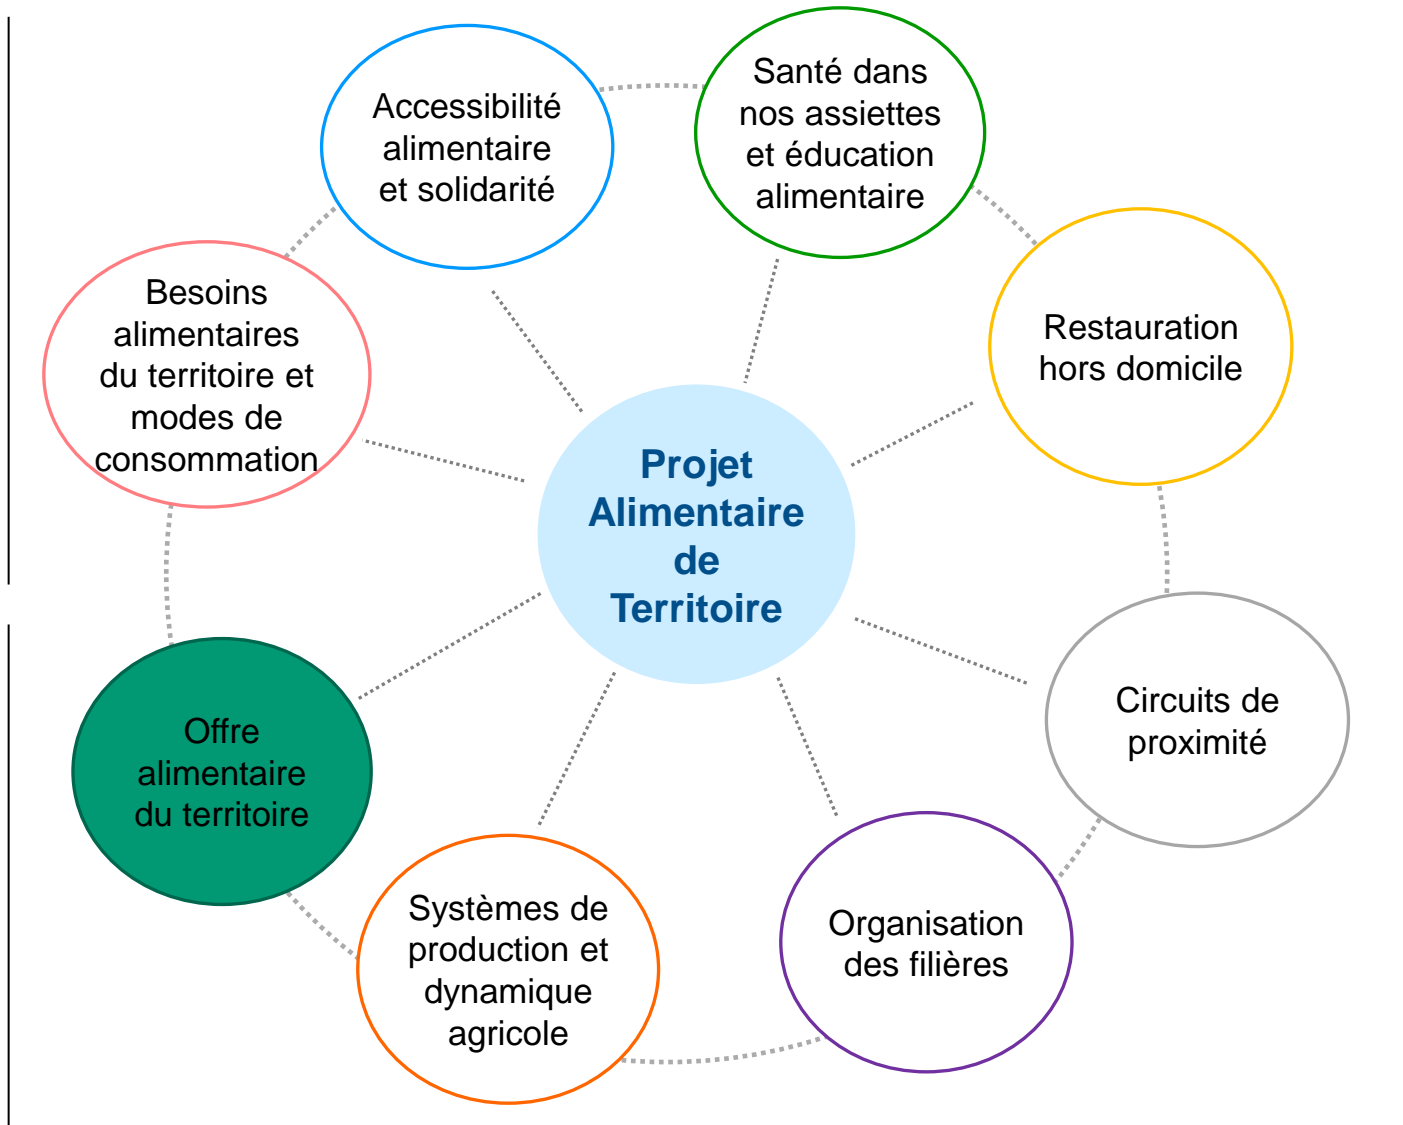 Accessibilité
alimentaire
et solidarité
Santé dans
nos assiettes
et éducation
alimentaire
Restauration
hors domicile
Besoins
alimentaires
du territoire et
modes de
consommation
Projet
Alimentaire
de
Territoire
Circuits de
proximité
Offre
alimentaire
du territoire
Systèmes de
production et
dynamique
agricole
Organisation
des filières